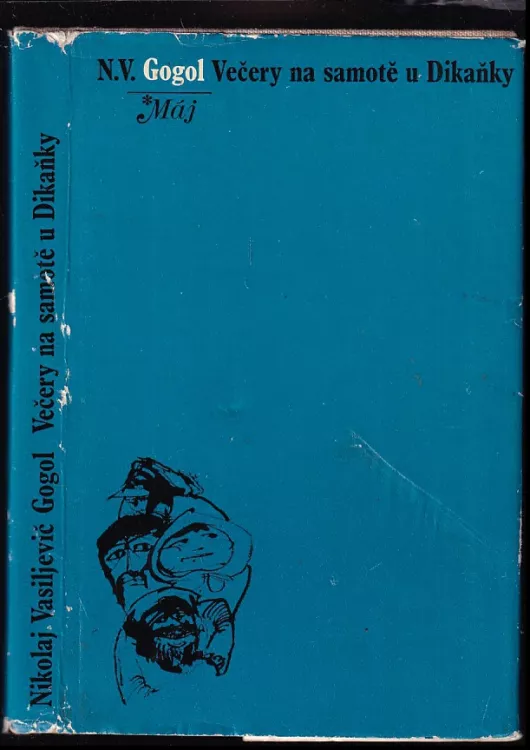 N.V. Gogol Večery na samotě u Dikaňky
*Máj
Nikolaj Vasiljevič Gogol Večery na samotě u Dikaňky